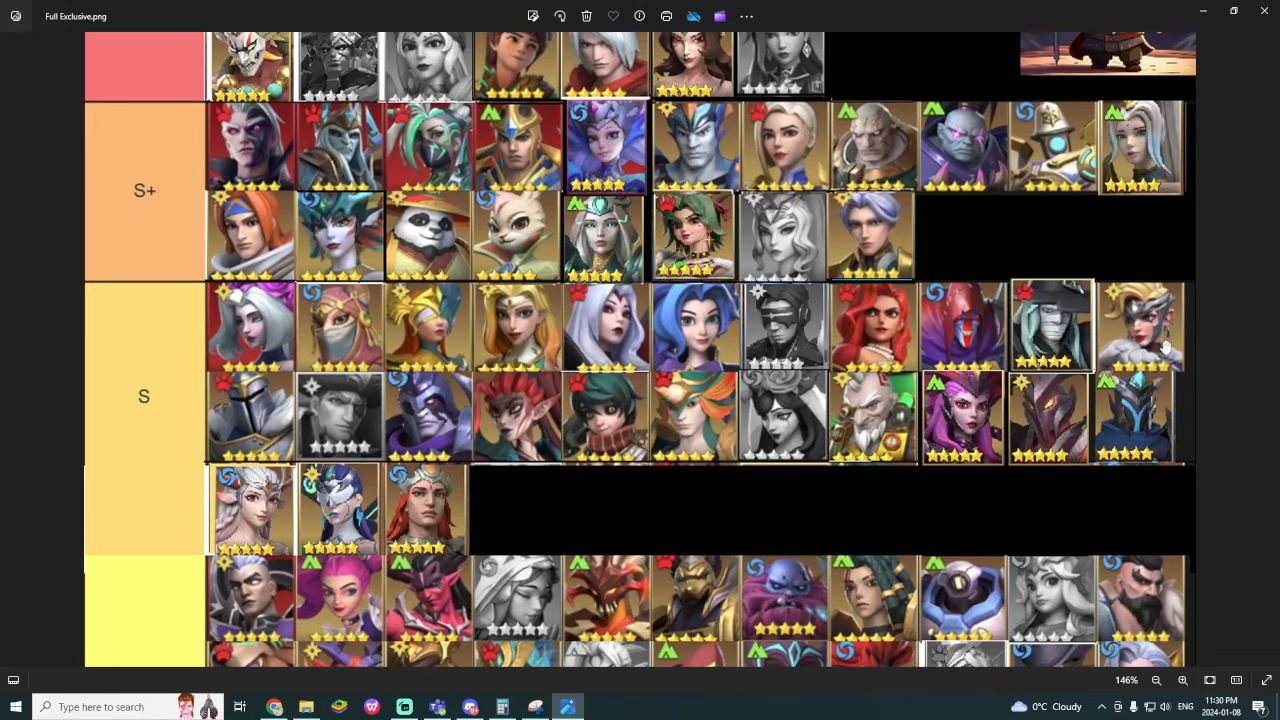 Full Exclusive.png
S+
S
146%
Type here to search
0°C Cloudy
ENG
11:30 PM
2024-01-08